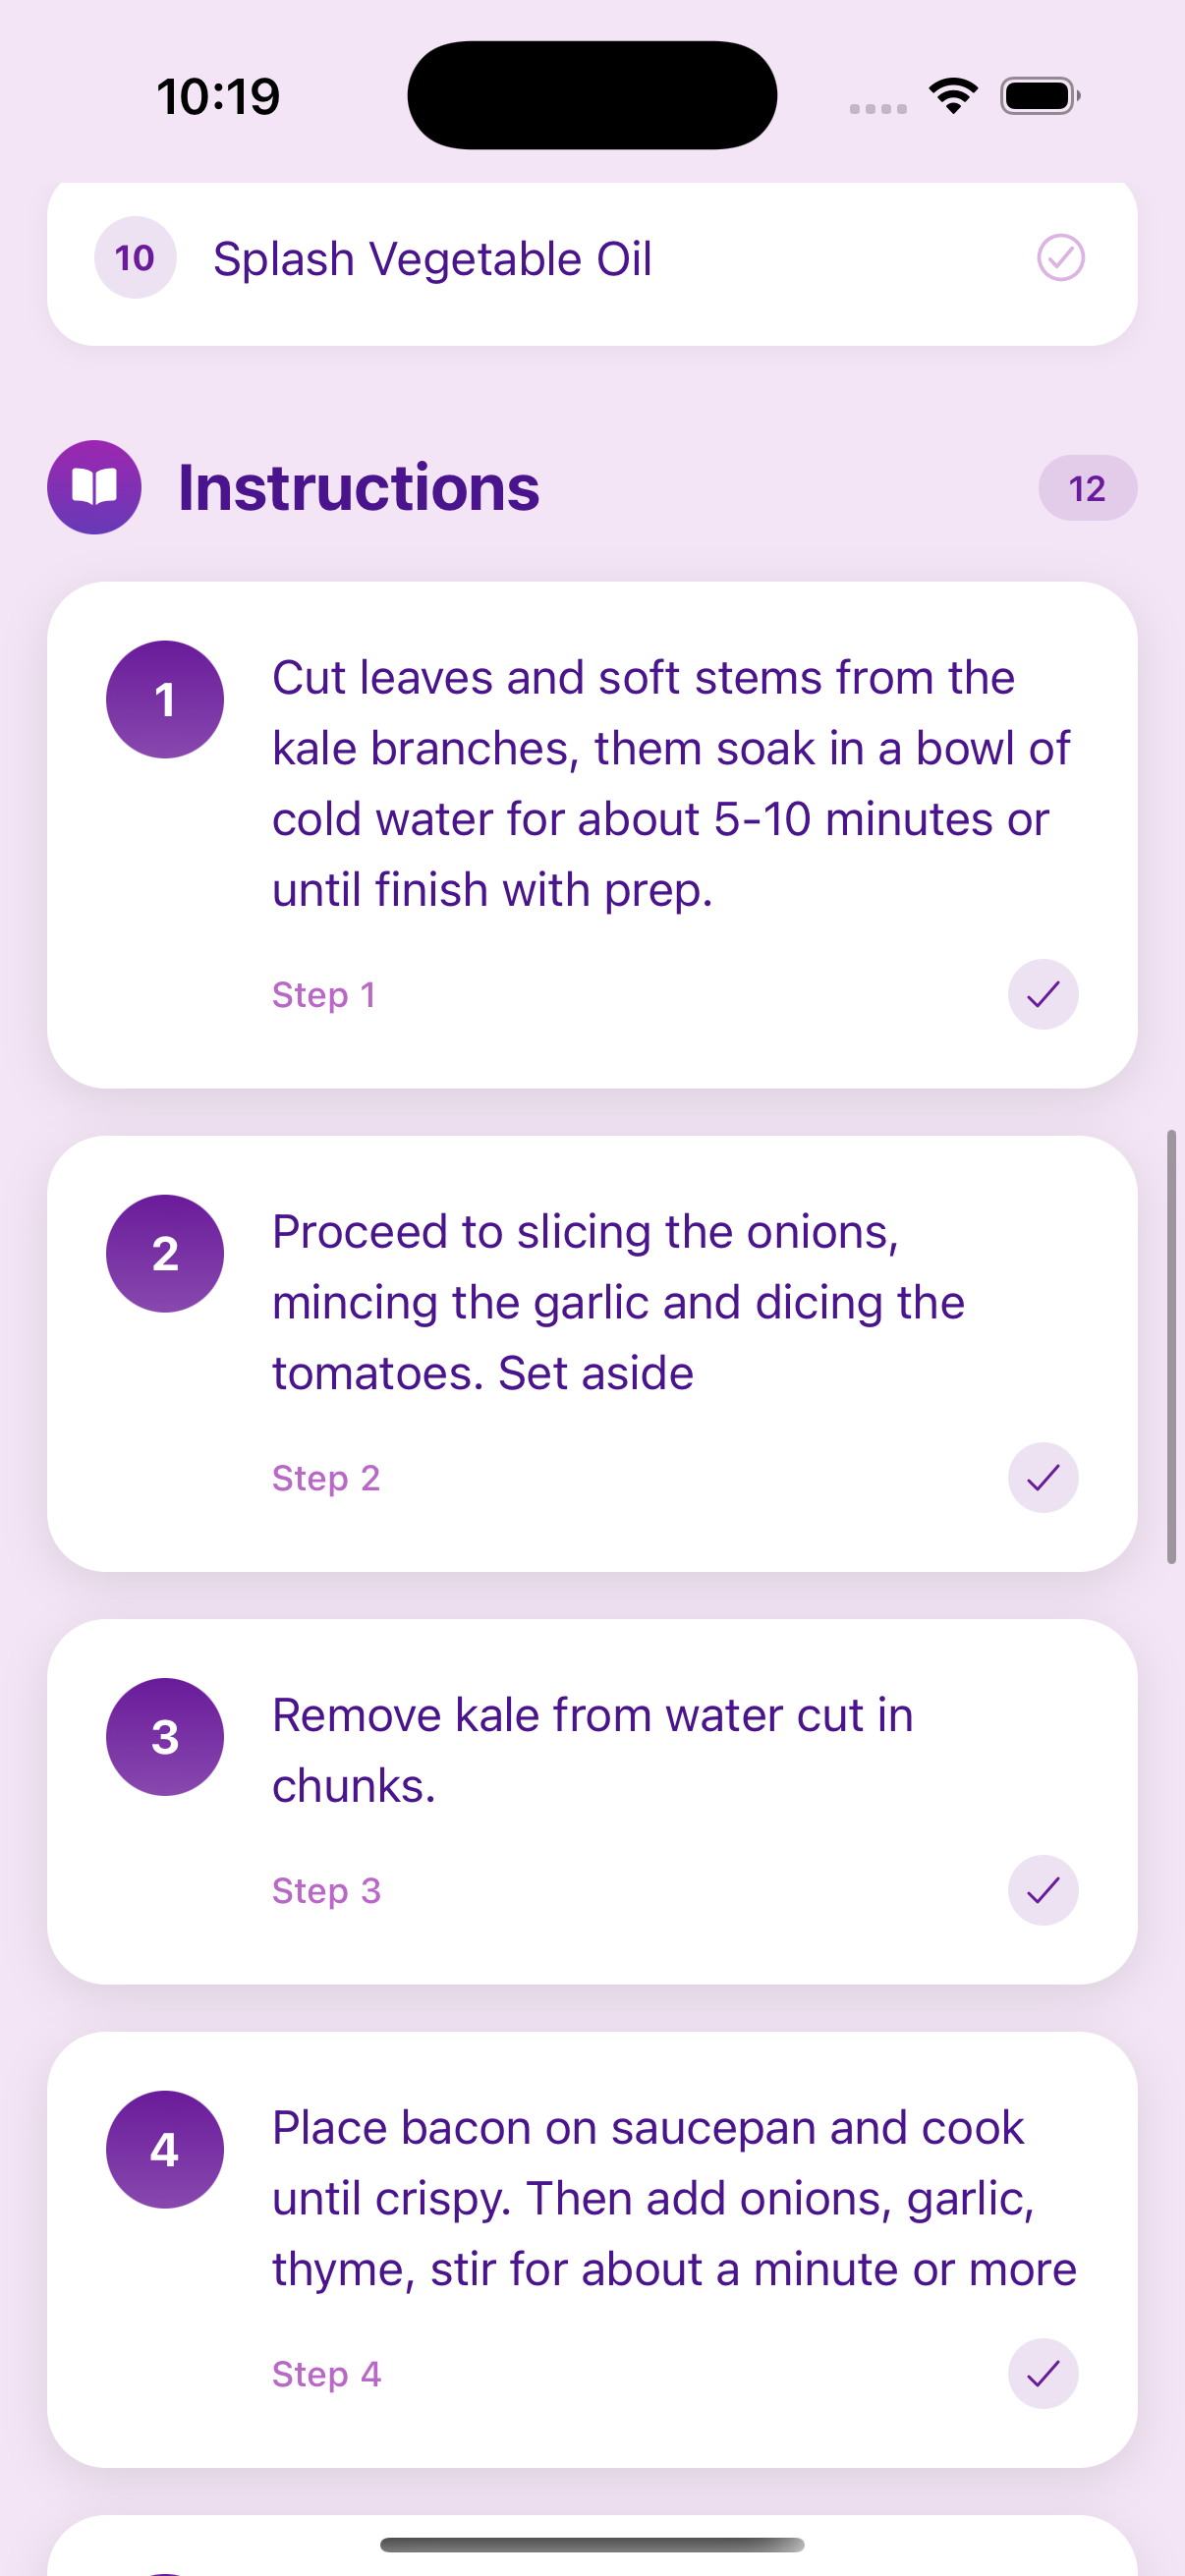 10:19
10 Splash Vegetable Oil
Instructions 12
1
Cut leaves and soft stems from the
kale branches, them soak in a bowl of
cold water for about 5-10 minutes or
until finish with prep.
Step 1
2
Proceed to slicing the onions,
mincing the garlic and dicing the
tomatoes. Set aside
Step 2
3
Remove kale from water cut in
chunks.
Step 3
4
Place bacon on saucepan and cook
until crispy. Then add onions, garlic,
thyme, stir for about a minute or more
Step 4